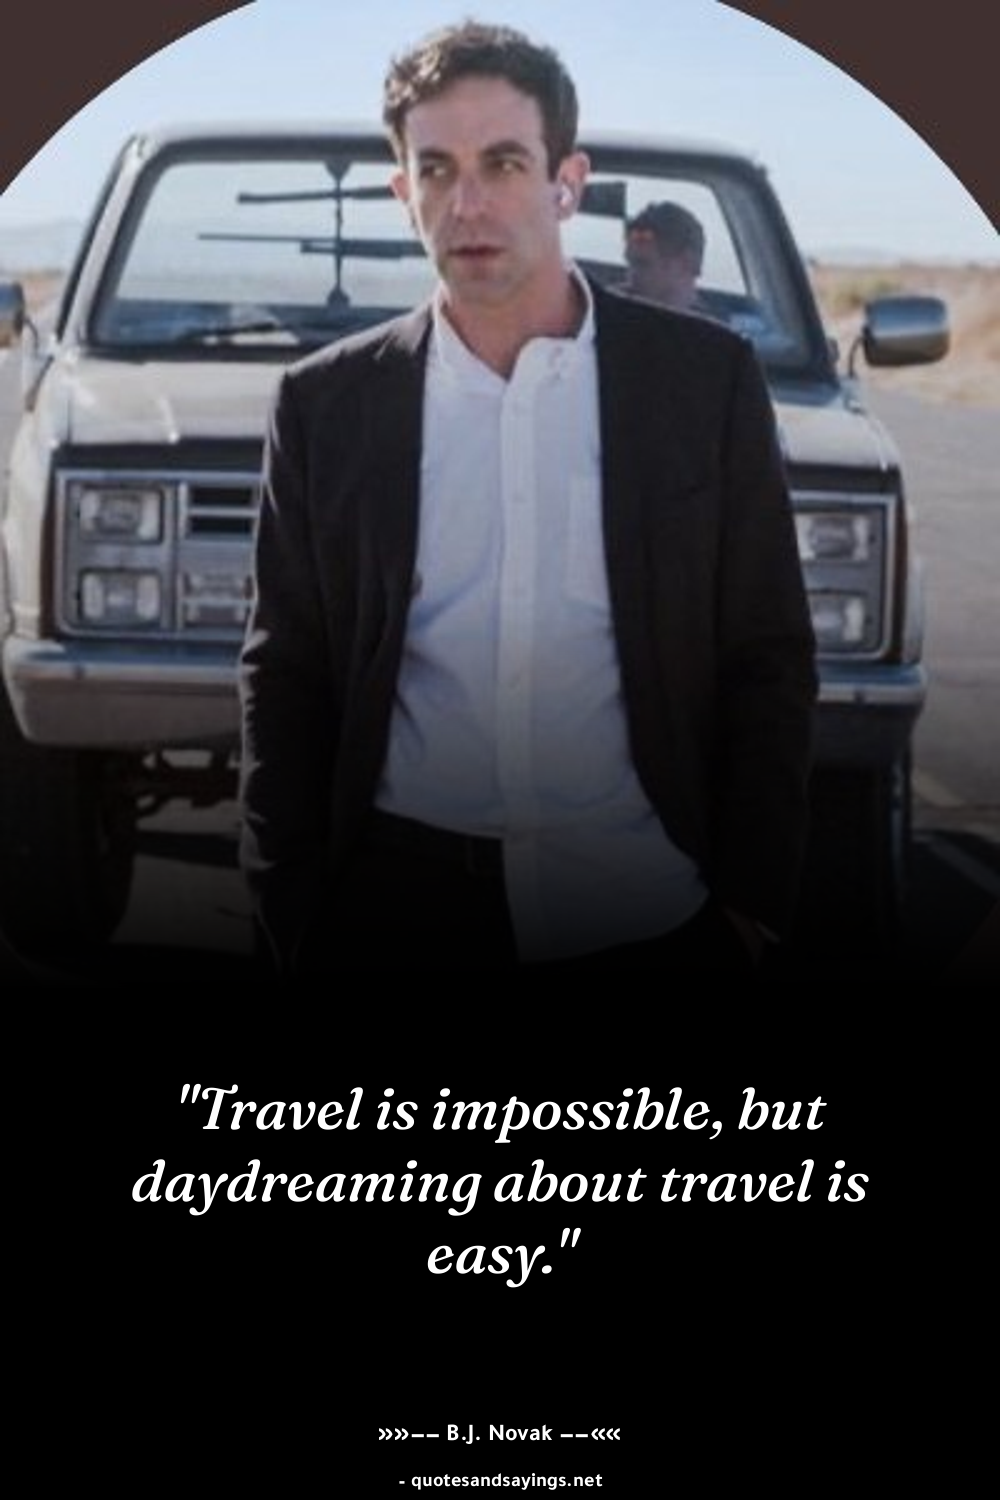 "Travel is impossible, but
daydreaming about travel is
easy."
»»–– B.J. Novak ––««
- quotesandsayings.net